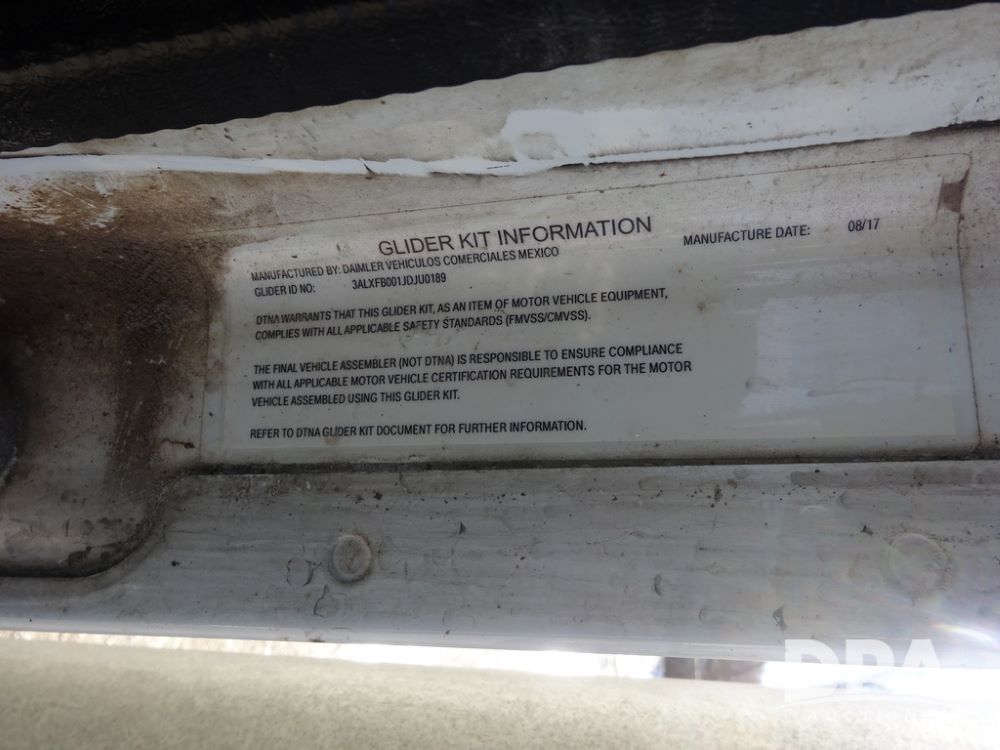 GLIDER KIT INFORMATION
MANUFACTURED BY: DAIMLER VEHICULOS COMERCIALES MEXICO
MANUFACTURE DATE: 08/17
GLIDER ID NO: 3ALXFB001JDJU0189
DTNA WARRANTS THAT THIS GLIDER KIT, AS AN ITEM OF MOTOR VEHICLE EQUIPMENT,
COMPLIES WITH ALL APPLICABLE SAFETY STANDARDS (FMVSS/CMVSS).
THE FINAL VEHICLE ASSEMBLER (NOT DTNA) IS RESPONSIBLE TO ENSURE COMPLIANCE
WITH ALL APPLICABLE MOTOR VEHICLE CERTIFICATION REQUIREMENTS FOR THE MOTOR
VEHICLE ASSEMBLED USING THIS GLIDER KIT.
REFER TO DTNA GLIDER KIT DOCUMENT FOR FURTHER INFORMATION.
DPA
AUCTIONS